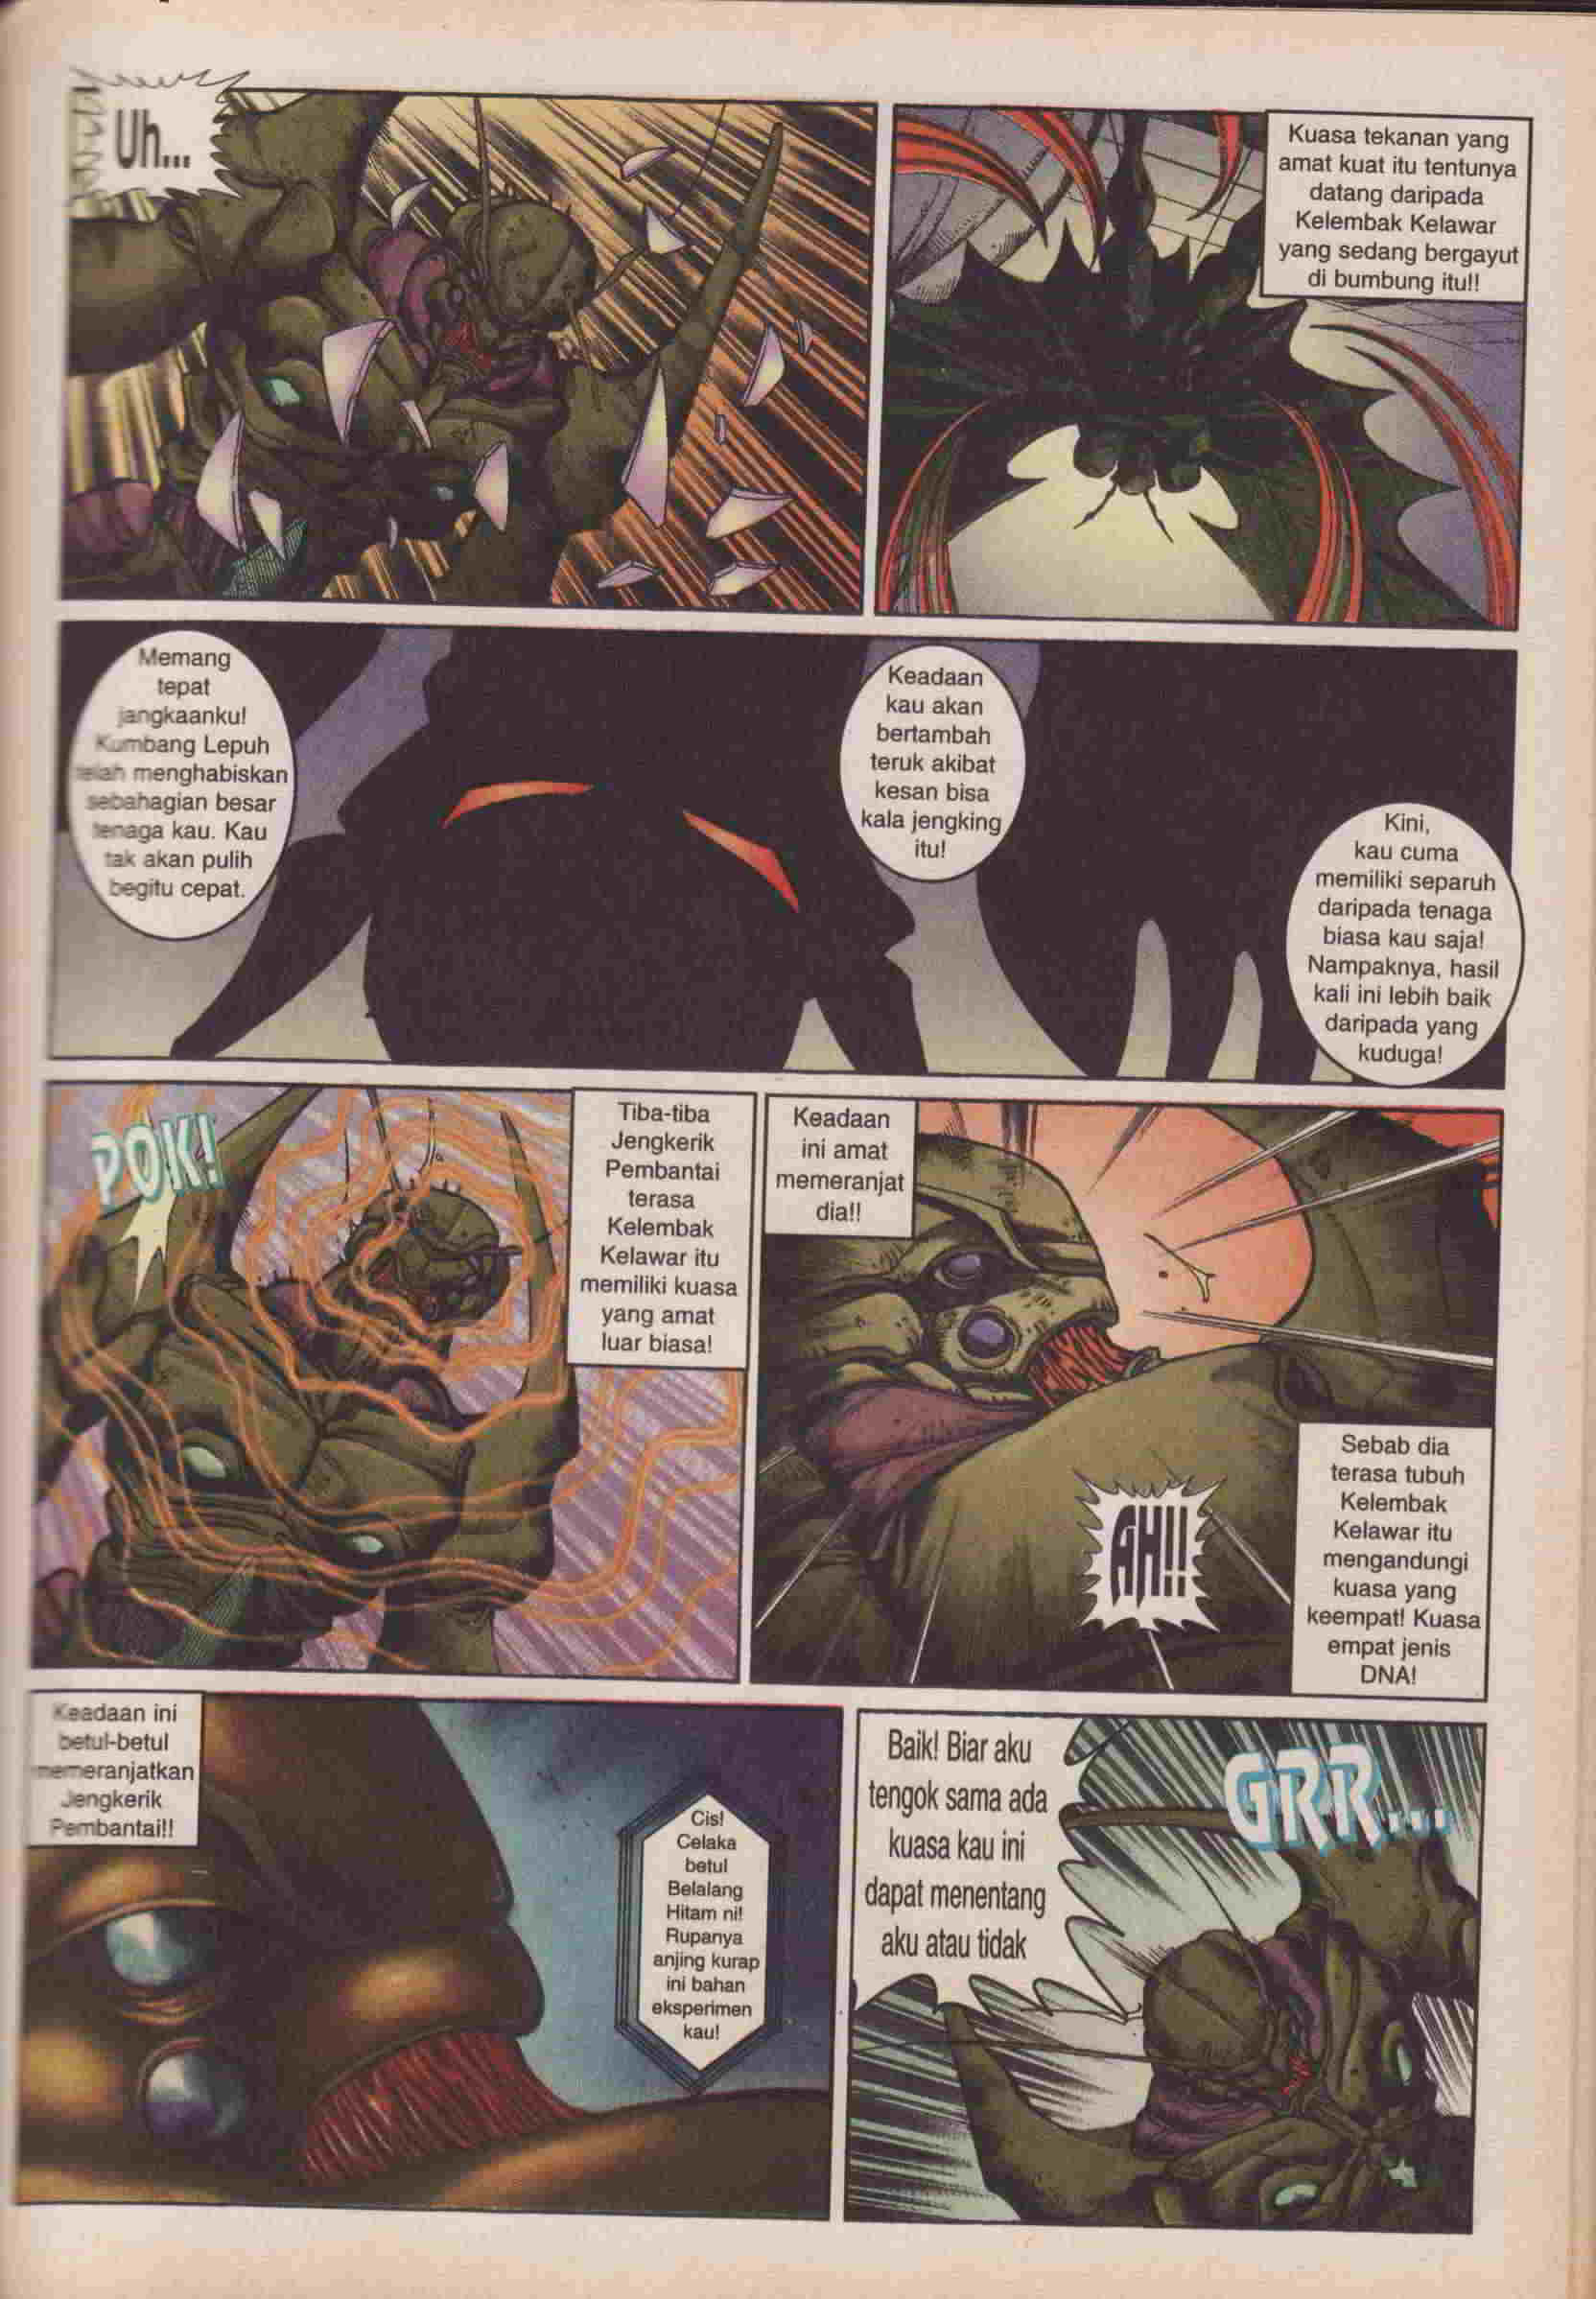 Uh...
Kuasa tekanan yang
amat kuat itu tentunya
datang daripada
Kelembak Kelawar
yang sedang bergayut
di bumbung itu!!
Memang
tepat
jangkaanku!
Kumbang Lepuh
telah menghabiskan
sebahagian besar
tenaga kau. Kau
tak akan pulih
begitu cepat.
Keadaan
kau akan
bertambah
teruk akibat
kesan bisa
kala jengking
itu!
Kini,
kau cuma
memiliki separuh
daripada tenaga
biasa kau saja!
Nampaknya, hasil
kali ini lebih baik
daripada yang
kuduga!
POK!
Tiba-tiba
Jengkerik
Pembantai
terasa
Kelembak
Kelawar itu
memiliki kuasa
yang amat
luar biasa!
Keadaan
ini amat
memeranjat
dia!!
AH!!
Sebab dia
terasa tubuh
Kelembak
Kelawar itu
mengandungi
kuasa yang
keempat! Kuasa
empat jenis
DNA!
Keadaan ini
betul-betul
memeranjatkan
Jengkerik
Pembantai!!
Cis!
Celaka
betul
Belalang
Hitam ni!
Rupanya
anjing kurap
ini bahan
eksperimen
kau!
Baik! Biar aku
tengok sama ada
kuasa kau ini
dapat menentang
aku atau tidak
GRR...